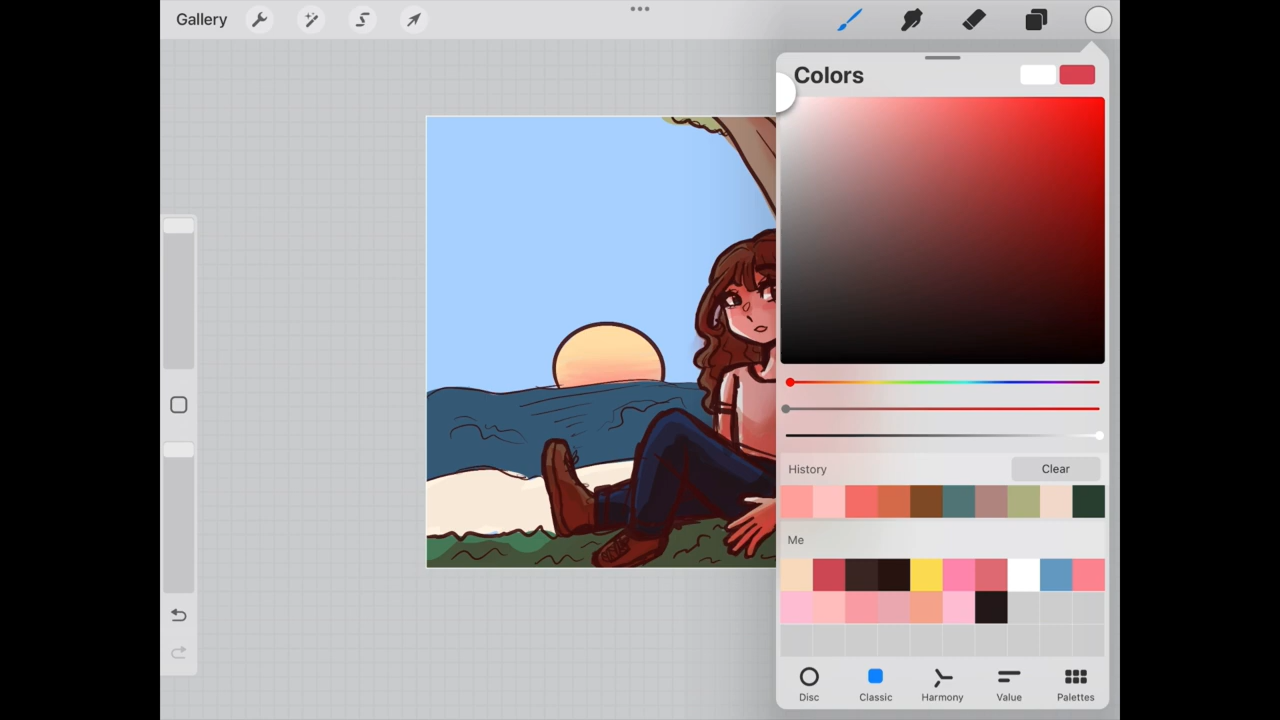 Gallery
Colors
History
Clear
Me
Disc
Classic
Harmony
Value
Palettes